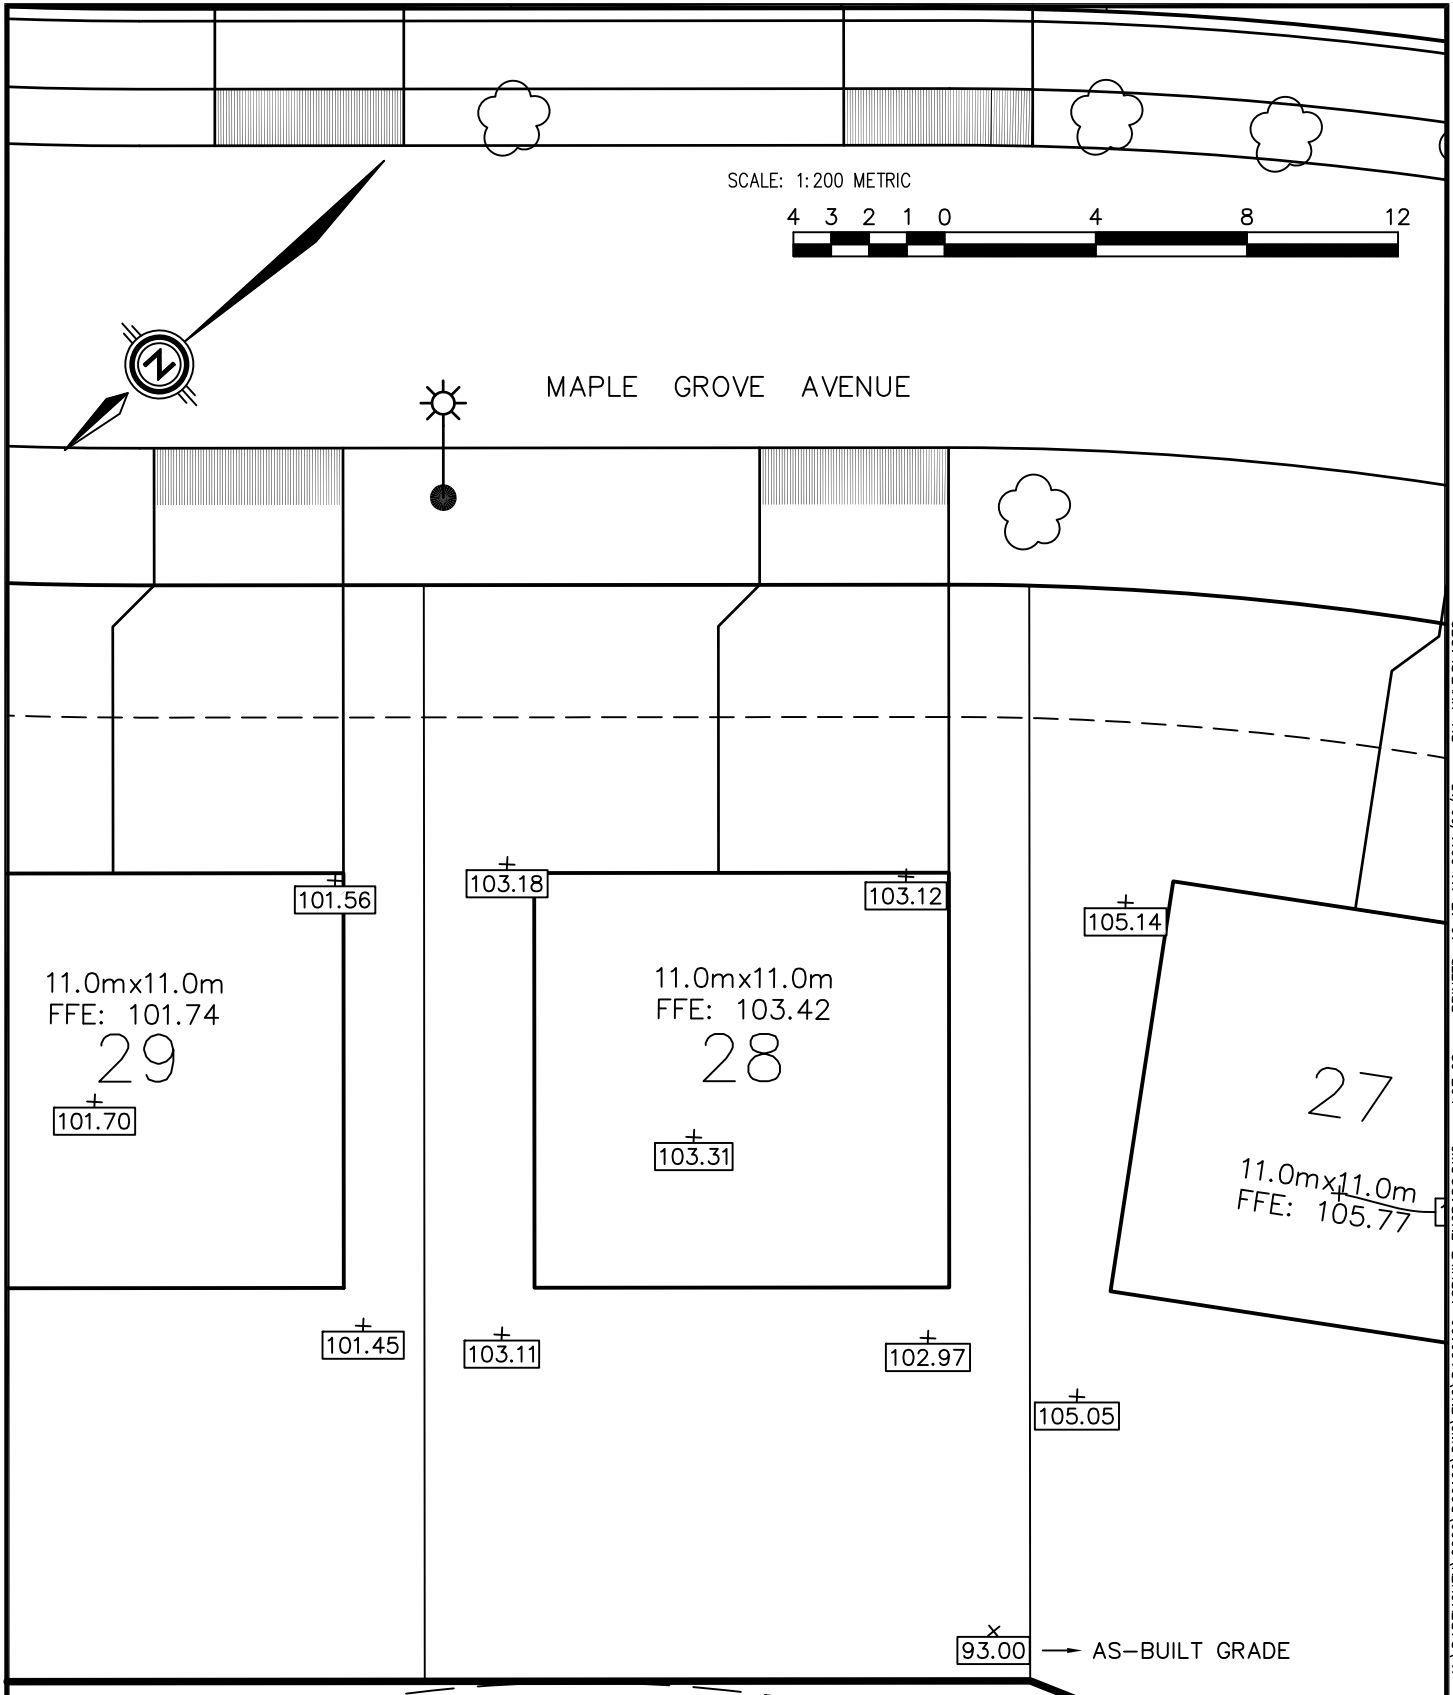 SCALE: 1:200 METRIC
4 3 2 1 0 4 8 12
N
MAPLE GROVE AVENUE
101.56
103.18
103.12
105.14
11.0mx11.0m
FFE: 101.74
29
101.70
11.0mx11.0m
FFE: 103.42
28
103.31
27
11.0mx11.0m
FFE: 105.77
101.45
103.11
102.97
105.05
93.00 AS-BUILT GRADE